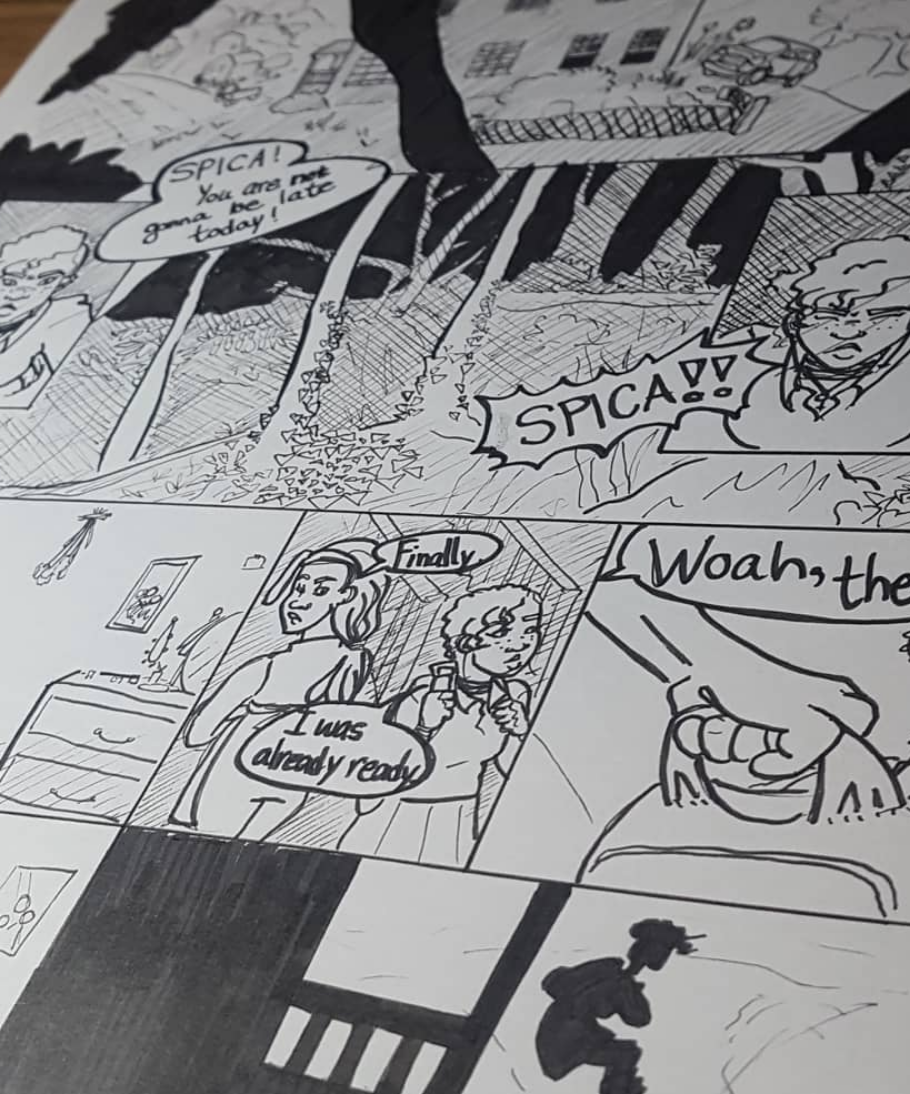 SPICA!
You are not
gonna be late
today!
SPICA!!
Finally
I was
already ready
Woah, the